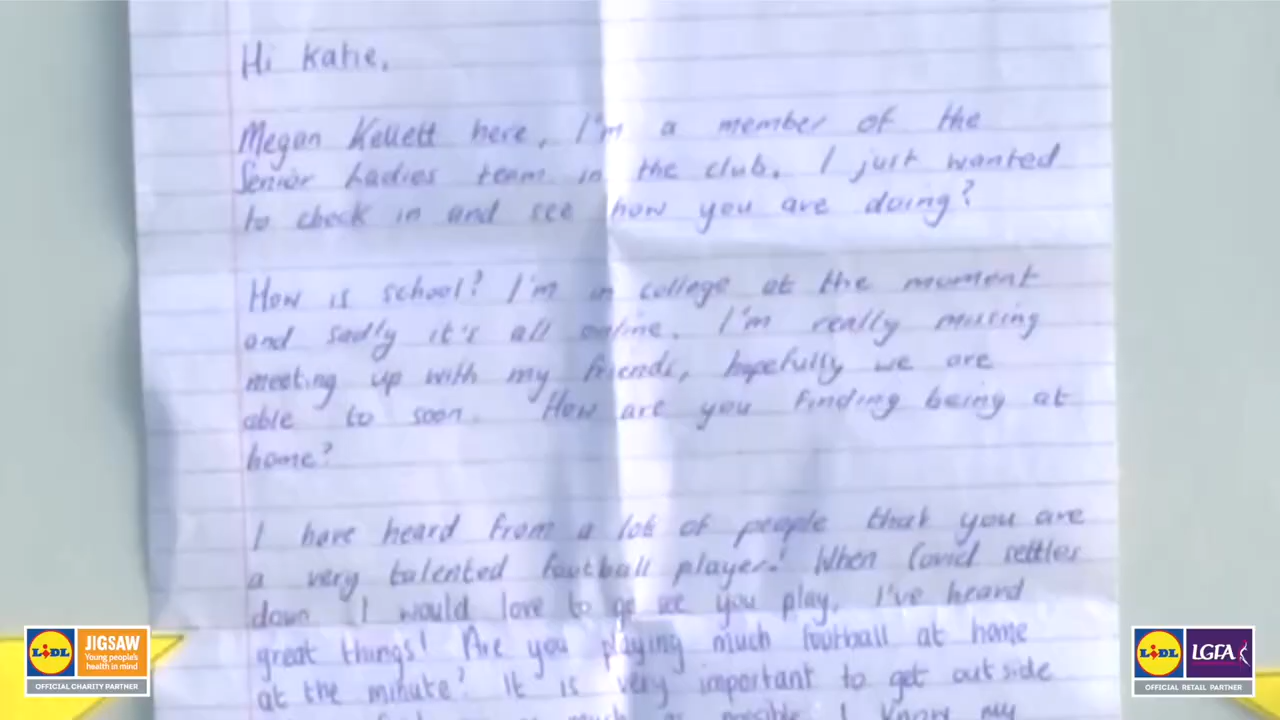 Hi Katie,
Megan Kellett here, I'm a member of the
Senior Ladies team in the club. I just wanted
to check in and see how you are doing?
How is school? I'm in college at the moment
and sadly it's all online. I'm really missing
meeting up with my friends, hopefully we are
able to soon. How are you finding being at
home?
I have heard from a lot of people that you are
a very talented football player! When Covid settles
down I would love to go see you play, I've heard
great things! Are you playing much football at home
at the minute? It is very important to get outside
much as possible. I know my
LIDL
JIGSAW
Young people's
health in mind
OFFICIAL CHARITY PARTNER
LIDL
LGFA
OFFICIAL RETAIL PARTNER